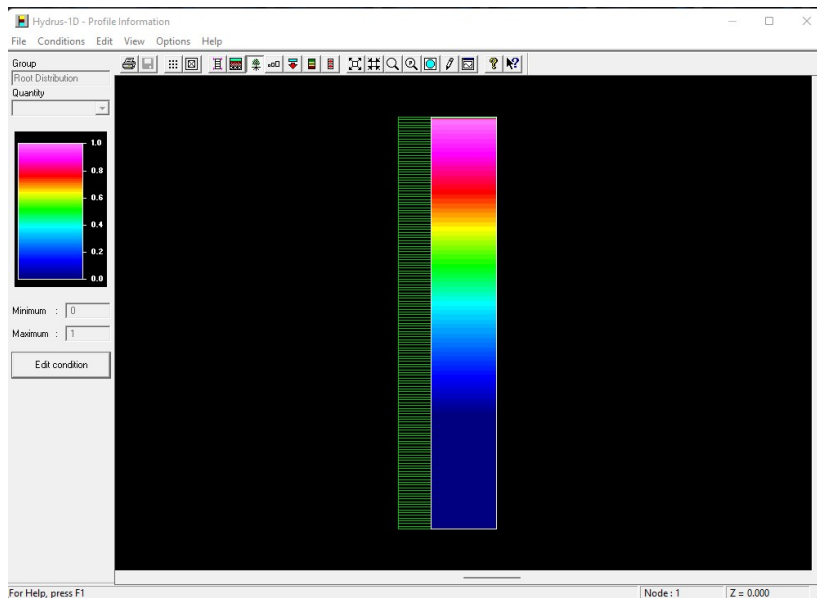 Hydrus-1D - Profile Information
File Conditions Edit View Options Help
Group
Root Distribution
Quantity
1.0
0.8
0.6
0.4
0.2
0.0
Minimum : 0
Maximum : 1
Edit condition
For Help, press F1
Node : 1
Z = 0.000